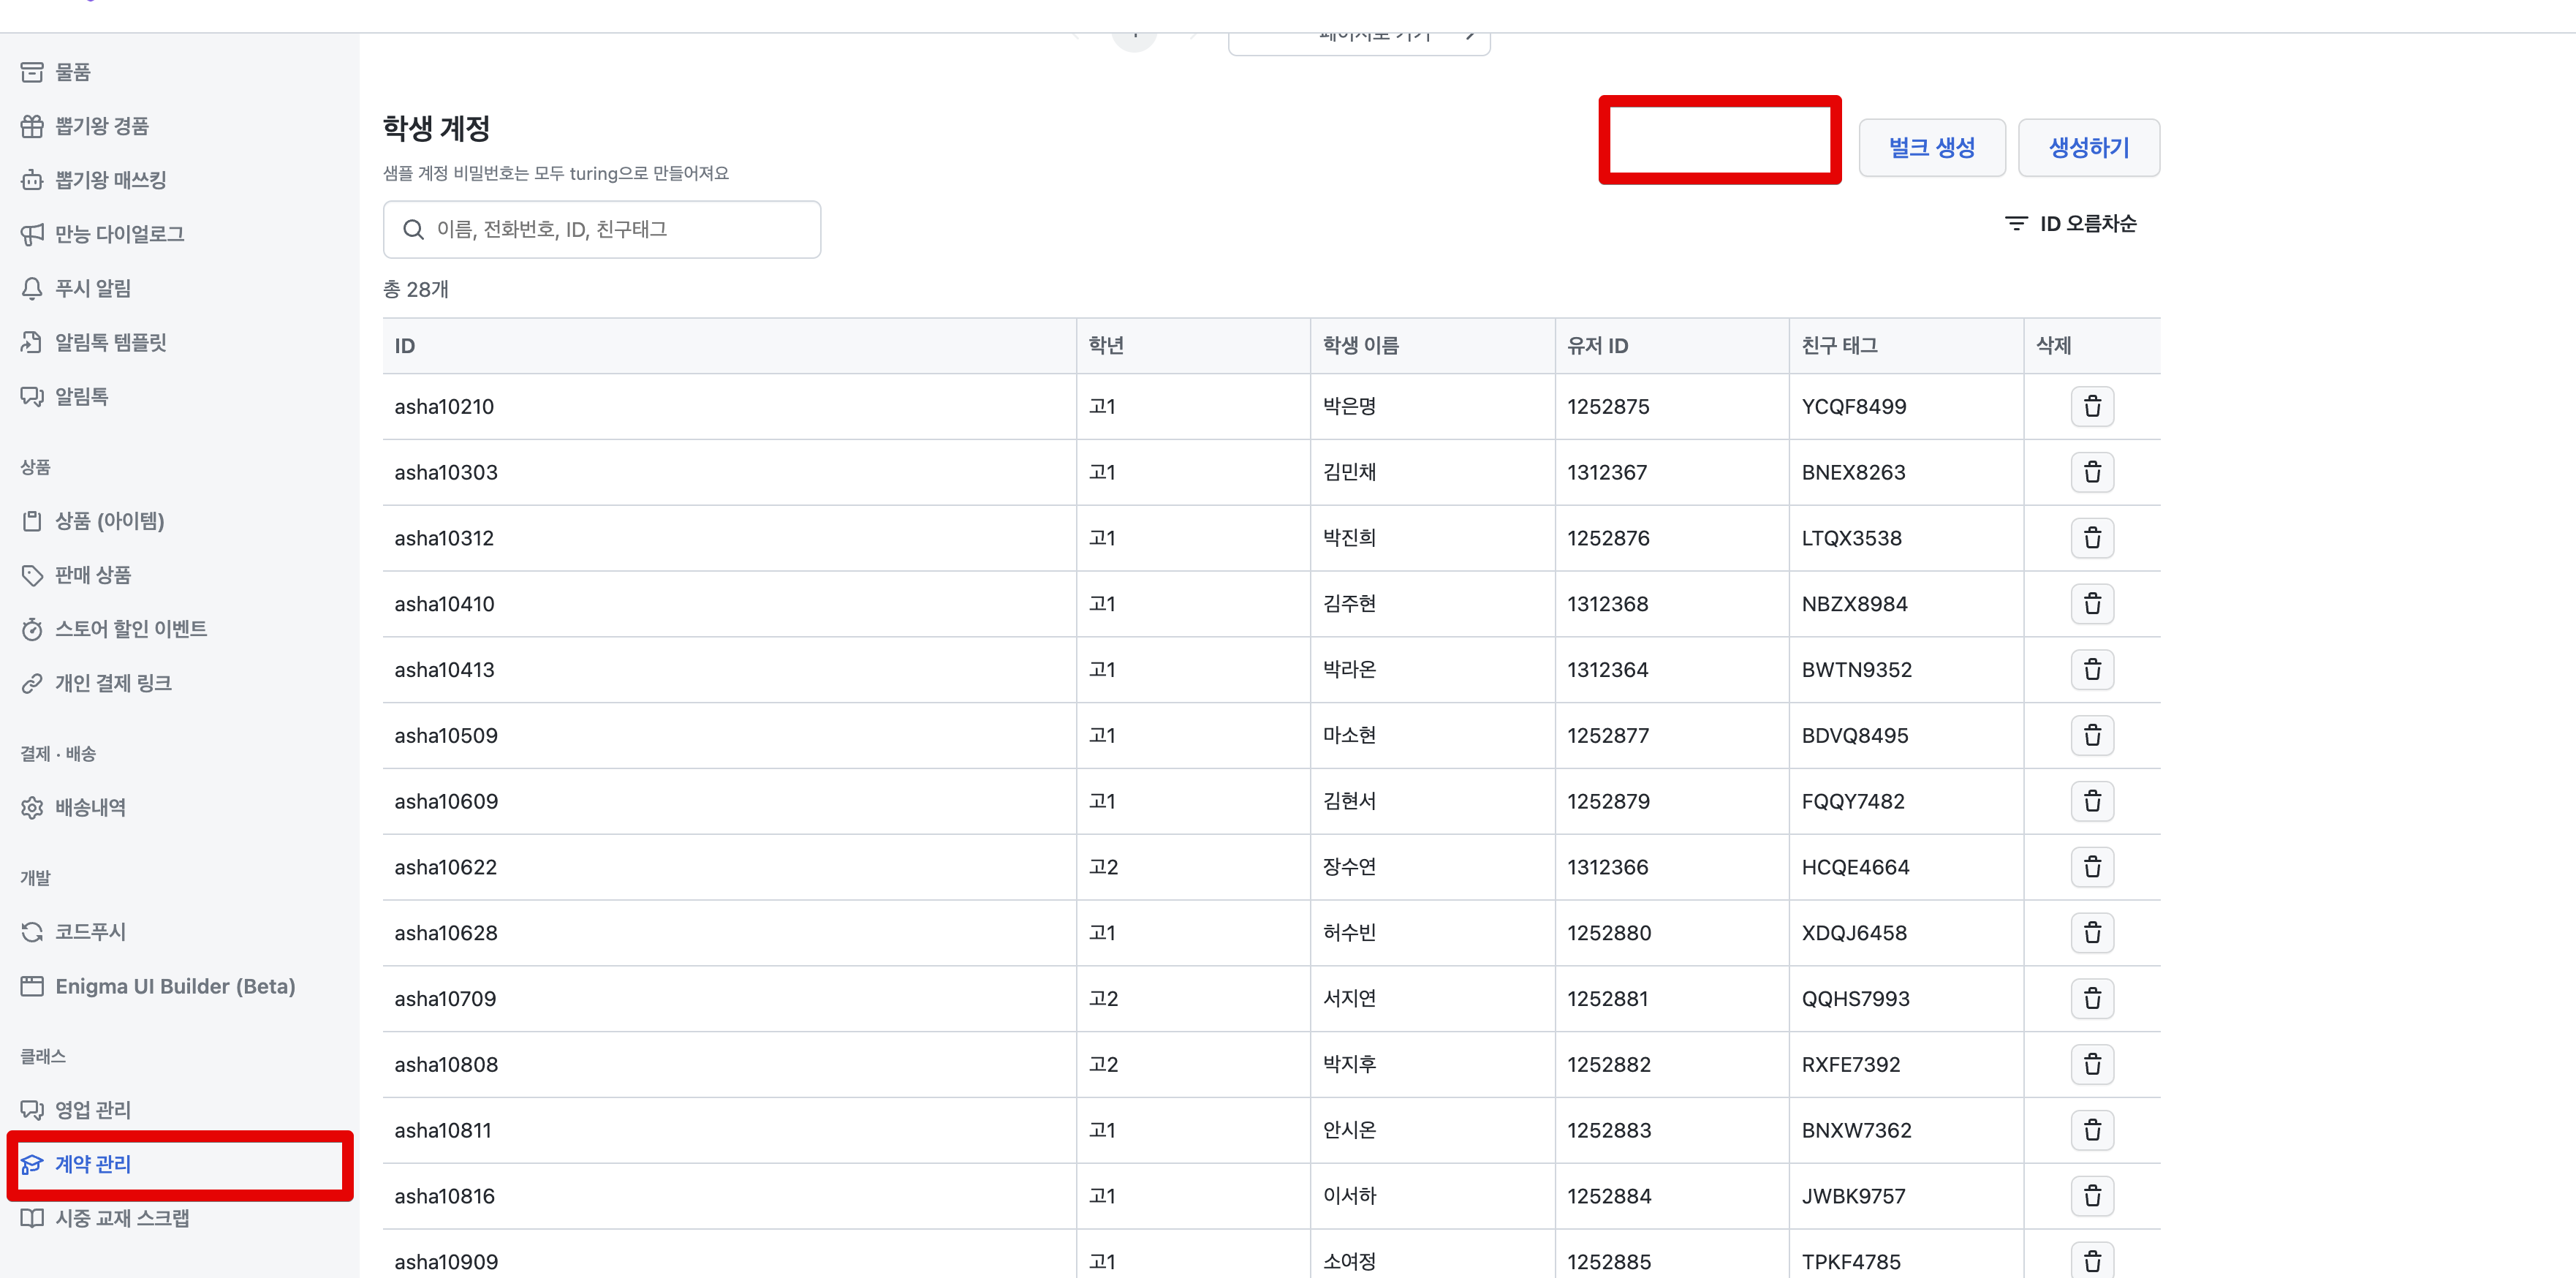 페이지로 가기
물품
뽑기왕 경품
뽑기왕 매쓰킹
만능 다이얼로그
푸시 알림
알림톡 템플릿
알림톡
상품
상품 (아이템)
판매 상품
스토어 할인 이벤트
개인 결제 링크
결제 · 배송
배송내역
개발
코드푸시
Enigma UI Builder (Beta)
클래스
영업 관리
계약 관리
시중 교재 스크랩
학생 계정
샘플 계정 비밀번호는 모두 turing으로 만들어져요
벌크 생성 생성하기
이름, 전화번호, ID, 친구태그
ID 오름차순
총 28개
ID 학년 학생 이름 유저 ID 친구 태그 삭제
asha10210 고1 박은명 1252875 YCQF8499
asha10303 고1 김민채 1312367 BNEX8263
asha10312 고1 박진희 1252876 LTQX3538
asha10410 고1 김주현 1312368 NBZX8984
asha10413 고1 박라온 1312364 BWTN9352
asha10509 고1 마소현 1252877 BDVQ8495
asha10609 고1 김현서 1252879 FQQY7482
asha10622 고2 장수연 1312366 HCQE4664
asha10628 고1 허수빈 1252880 XDQJ6458
asha10709 고2 서지연 1252881 QQHS7993
asha10808 고2 박지후 1252882 RXFE7392
asha10811 고1 안시온 1252883 BNXW7362
asha10816 고1 이서하 1252884 JWBK9757
asha10909 고1 소여정 1252885 TPKF4785